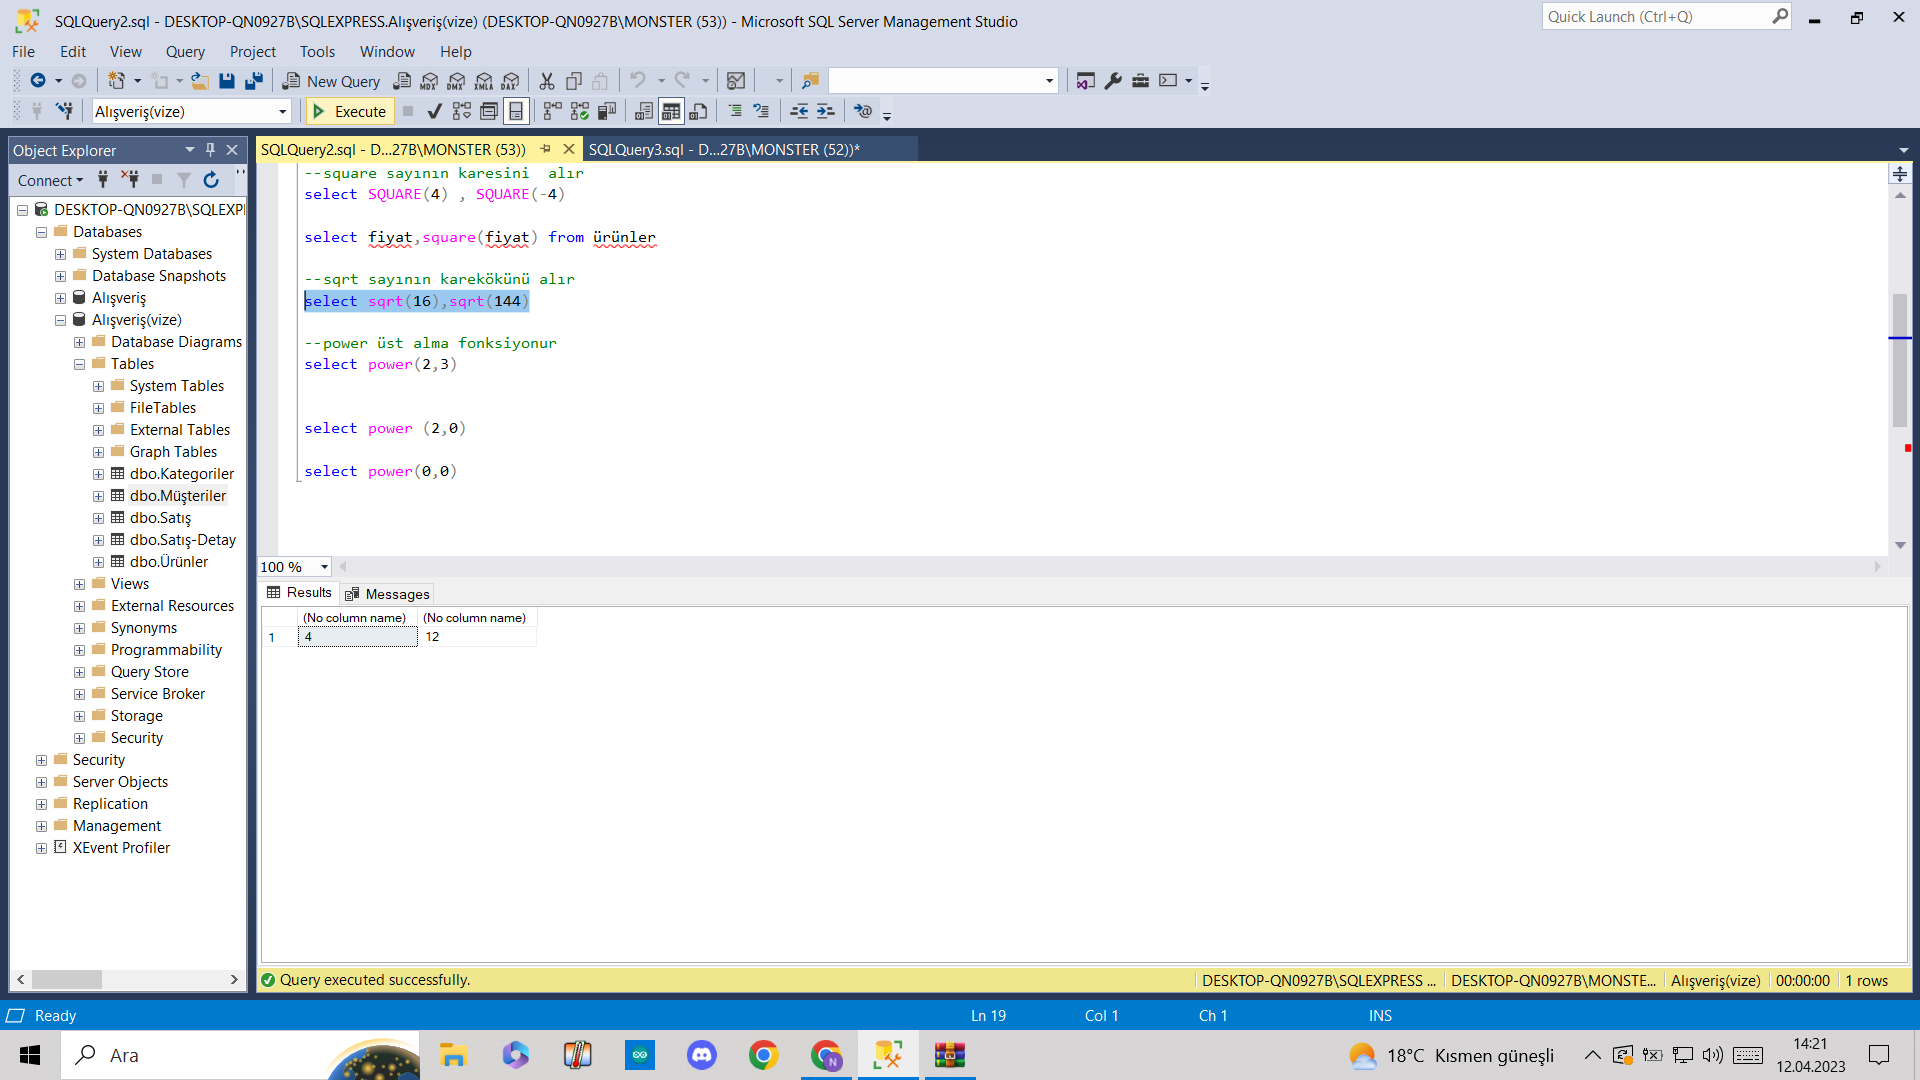 SQLQuery2.sql - DESKTOP-QN0927B\SQLEXPRESS.Alışveriş(vize) (DESKTOP-QN0927B\MONSTER (53)) - Microsoft SQL Server Management Studio
Quick Launch (Ctrl+Q)
File Edit View Query Project Tools Window Help
New Query
MDX DMX XMLA DAX
Alışveriş(vize)
Execute
Object Explorer
SQLQuery2.sql - D...27B\MONSTER (53))
SQLQuery3.sql - D...27B\MONSTER (52))*
Connect
DESKTOP-QN0927B\SQLEXPI
Databases
System Databases
Database Snapshots
Alışveriş
Alışveriş(vize)
Database Diagrams
Tables
System Tables
FileTables
External Tables
Graph Tables
dbo.Kategoriler
dbo.Müşteriler
dbo.Satış
dbo.Satış-Detay
dbo.Ürünler
Views
External Resources
Synonyms
Programmability
Query Store
Service Broker
Storage
Security
Security
Server Objects
Replication
Management
XEvent Profiler
--square sayının karesini  alır
select SQUARE(4) , SQUARE(-4)
select fiyat,square(fiyat) from ürünler
--sqrt sayının karekökünü alır
select sqrt(16),sqrt(144)
--power üst alma fonksiyonur
select power(2,3)
select power (2,0)
select power(0,0)
100 %
Results Messages
(No column name) (No column name)
1 4 12
Query executed successfully.
DESKTOP-QN0927B\SQLEXPRESS ... DESKTOP-QN0927B\MONSTE... Alışveriş(vize) 00:00:00 1 rows
Ready Ln 19 Col 1 Ch 1 INS
Ara
N
18°C Kısmen güneşli
14:21
12.04.2023